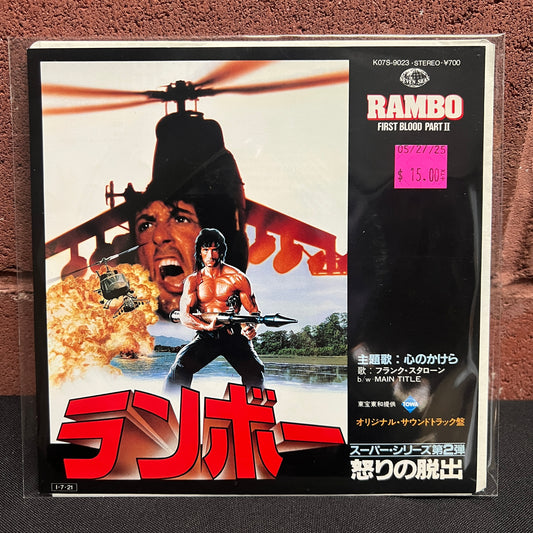 K07S-9023・STEREO・¥700
SEVEN SEAS
RAMBO
FIRST BLOOD PART II
05/27/25
$ 15.00
主題歌：心のかけら
歌：フランク・スタローン
b/w MAIN TITLE
東宝東和提供 TOWA
オリジナル・サウンドトラック盤
ランボー
スーパー・シリーズ第2弾
怒りの脱出
I-7-21